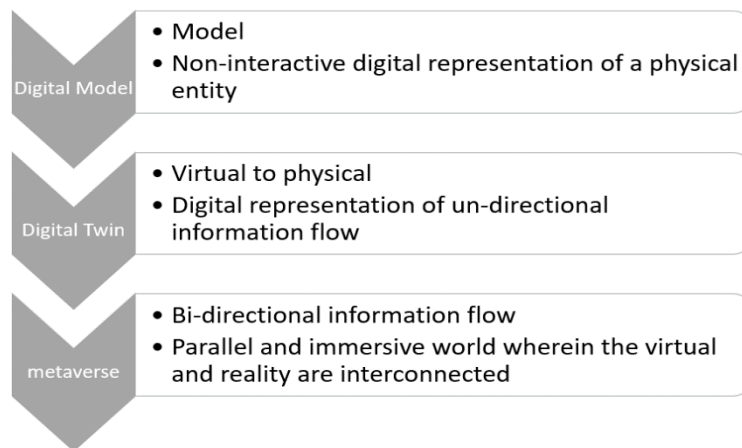 Digital Model
• Model
• Non-interactive digital representation of a physical
entity
Digital Twin
• Virtual to physical
• Digital representation of un-directional
information flow
metaverse
• Bi-directional information flow
• Parallel and immersive world wherein the virtual
and reality are interconnected